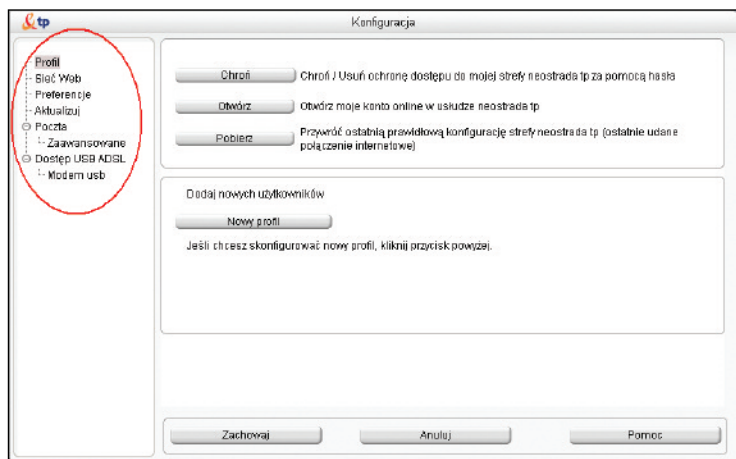 tp
Konfiguracja
Profil
Sieć Web
Preferencje
Aktualizuj
Poczta
Zaawansowane
Dostęp USB ADSL
Modem usb
Chroń
Chroń / Usuń ochronę dostępu do mojej strefy neostrada tp za pomocą hasła
Otwórz
Otwórz moje konto online w usłudze neostrada tp
Pobierz
Przywróć ostatnią prawidłową konfigurację strefy neostrada tp (ostatnie udane
połączenie internetowe)
Dodaj nowych użytkowników
Nowy profil
Jeśli chcesz skonfigurować nowy profil, kliknij przycisk powyżej.
Zachowaj
Anuluj
Pomoc